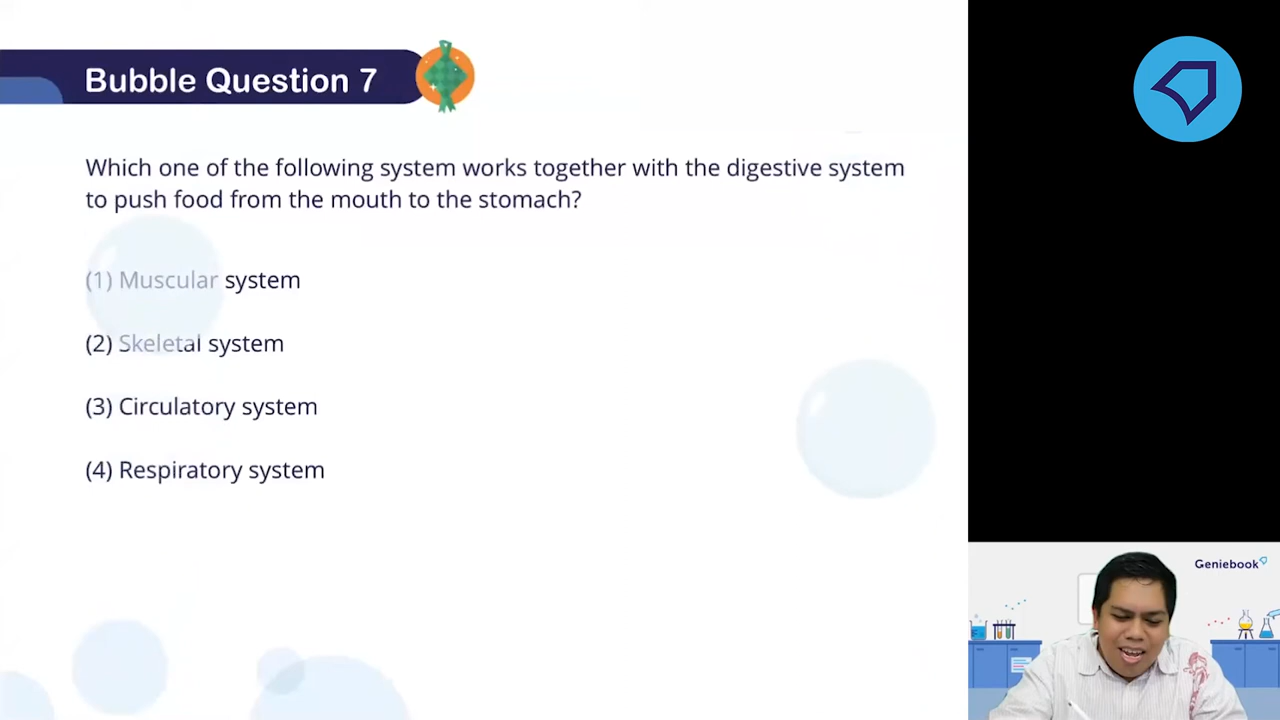 Bubble Question 7
Which one of the following system works together with the digestive system
to push food from the mouth to the stomach?
(1) Muscular system
(2) Skeletal system
(3) Circulatory system
(4) Respiratory system
Geniebook